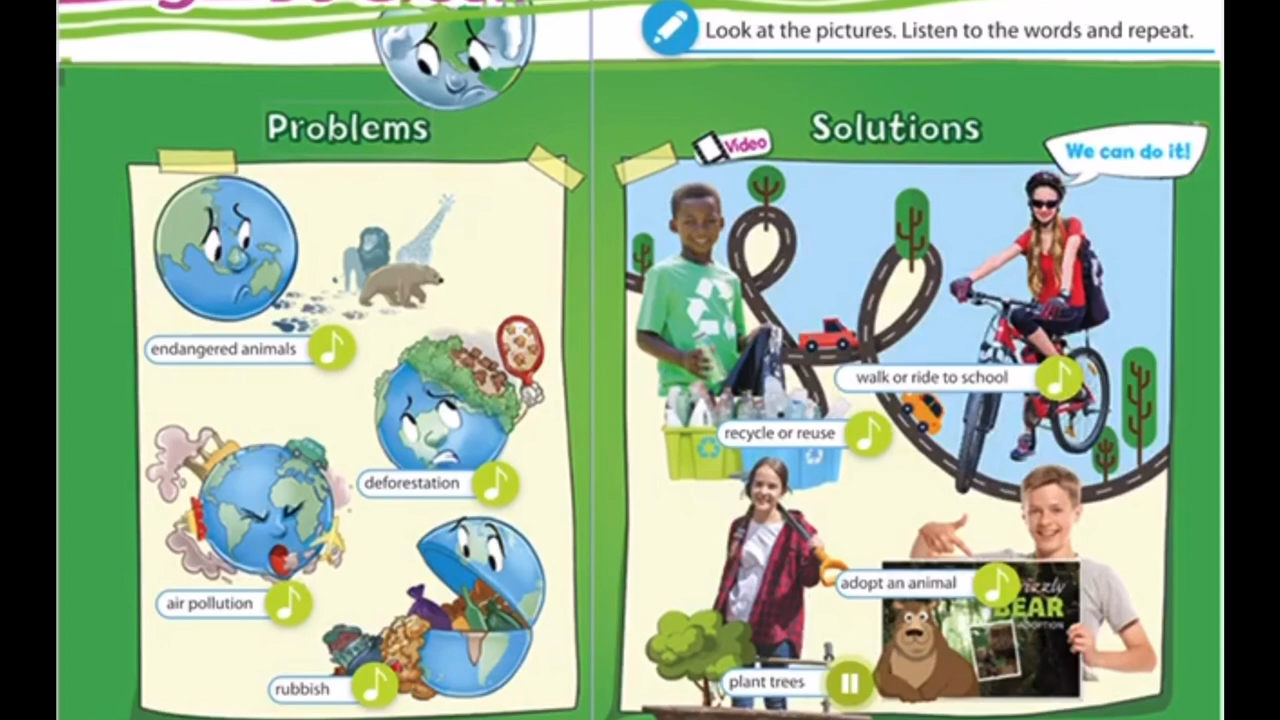 Look at the pictures. Listen to the words and repeat.
Problems
Solutions
Video
We can do it!
endangered animals
deforestation
air pollution
rubbish
walk or ride to school
recycle or reuse
adopt an animal
BEAR
ADOPTION
plant trees